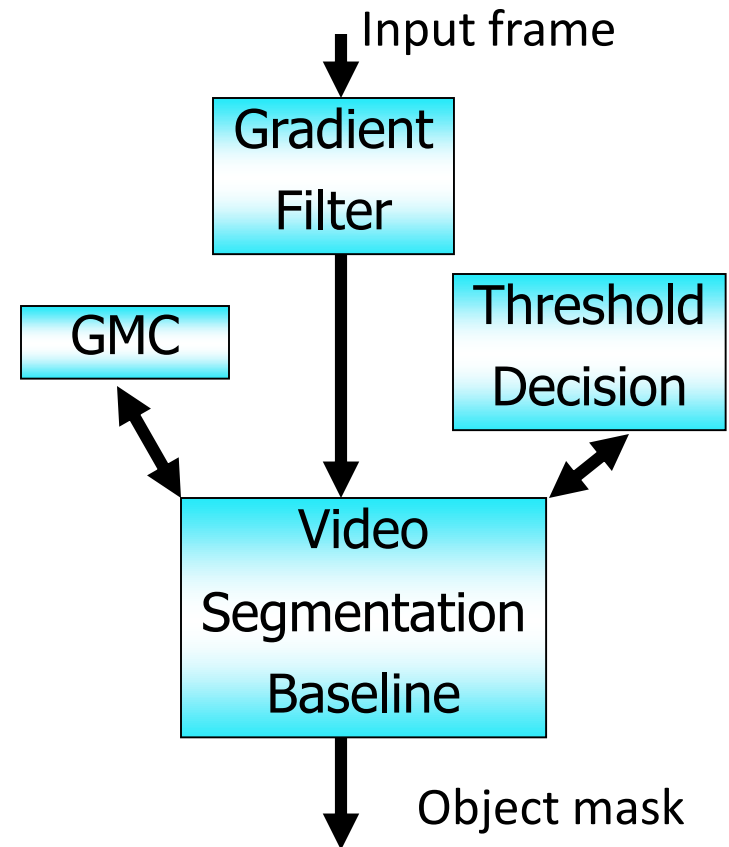 Input frame
Gradient
Filter
GMC
Threshold
Decision
Video
Segmentation
Baseline
Object mask